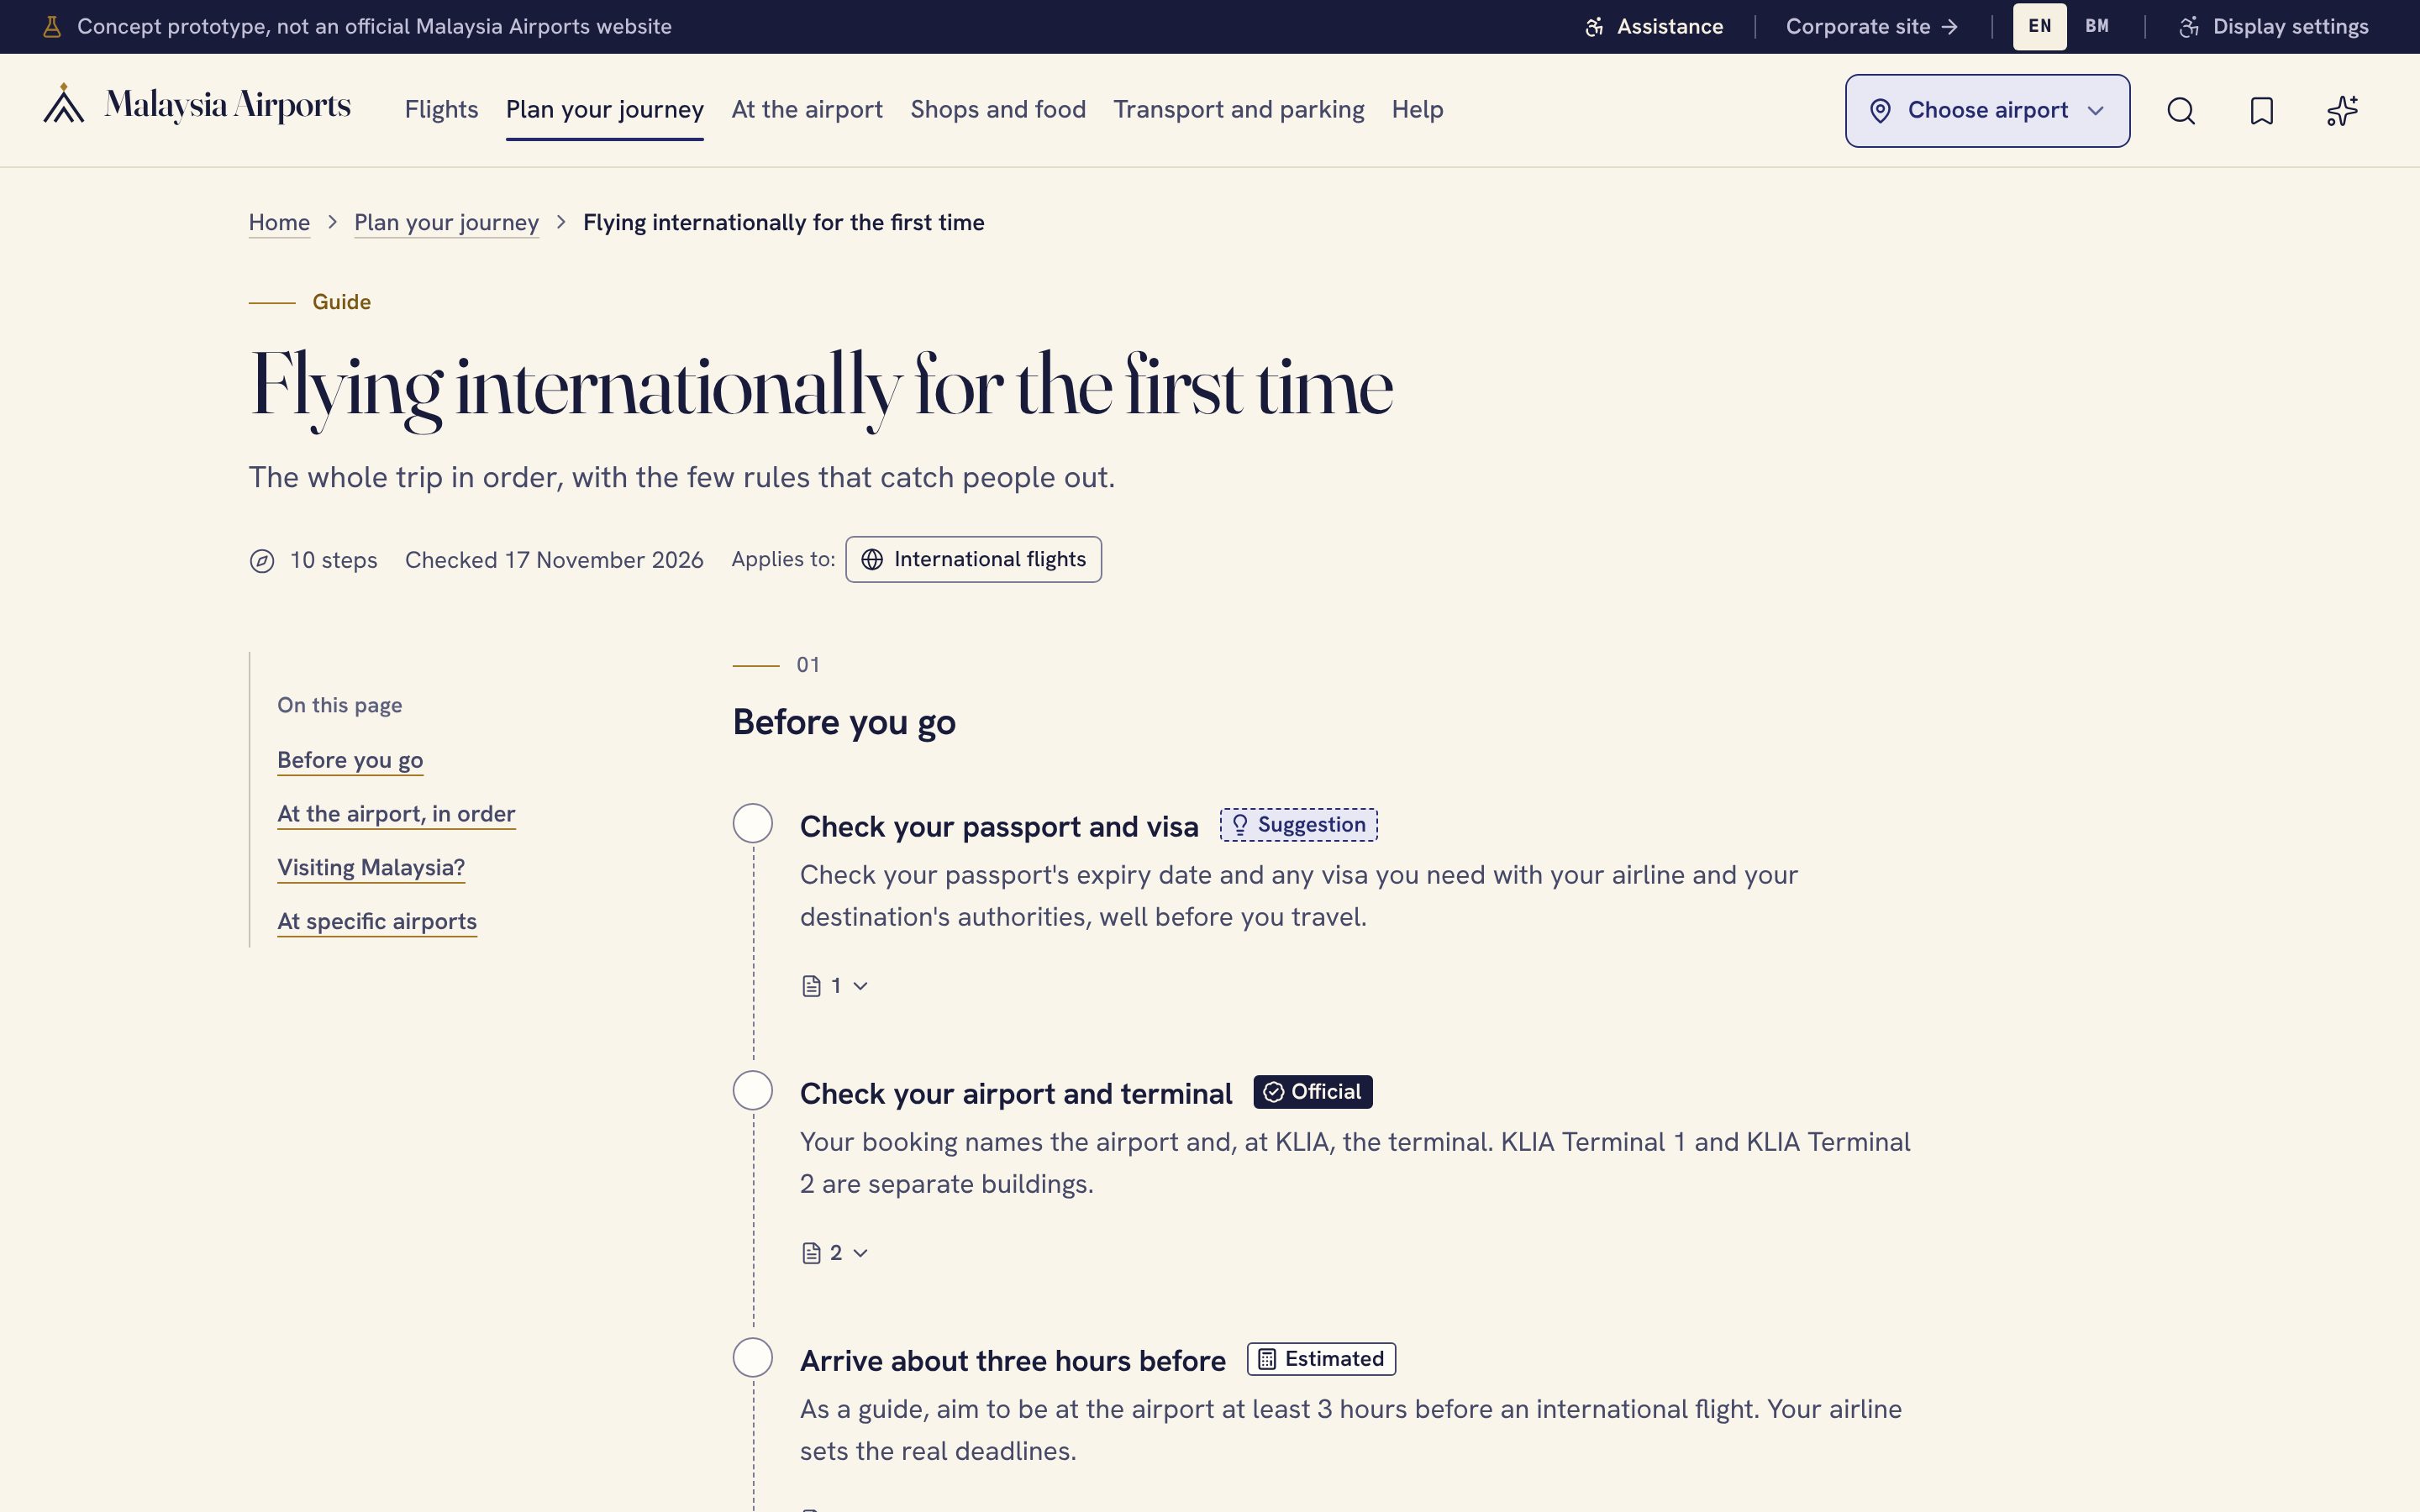 Concept prototype, not an official Malaysia Airports website
Assistance
Corporate site →
EN
BM
Display settings
Malaysia Airports
Flights
Plan your journey
At the airport
Shops and food
Transport and parking
Help
Choose airport
Home > Plan your journey > Flying internationally for the first time
Guide
Flying internationally for the first time
The whole trip in order, with the few rules that catch people out.
10 steps
Checked 17 November 2026
Applies to:
International flights
On this page
Before you go
At the airport, in order
Visiting Malaysia?
At specific airports
01
Before you go
Check your passport and visa
Suggestion
Check your passport's expiry date and any visa you need with your airline and your
destination's authorities, well before you travel.
1
Check your airport and terminal
Official
Your booking names the airport and, at KLIA, the terminal. KLIA Terminal 1 and KLIA Terminal
2 are separate buildings.
2
Arrive about three hours before
Estimated
As a guide, aim to be at the airport at least 3 hours before an international flight. Your airline
sets the real deadlines.